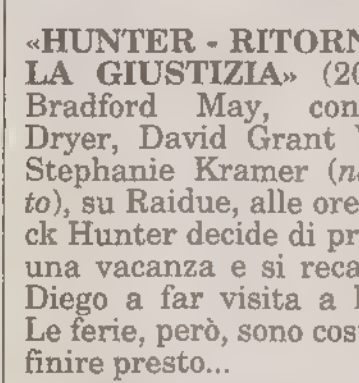 «HUNTER - RITORN
LA GIUSTIZIA» (20
Bradford May, con
Dryer, David Grant
Stephanie Kramer (n
to), su Raidue, alle ore
ck Hunter decide di pr
una vacanza e si reca
Diego a far visita a
Le ferie, però, sono cos
finire presto...